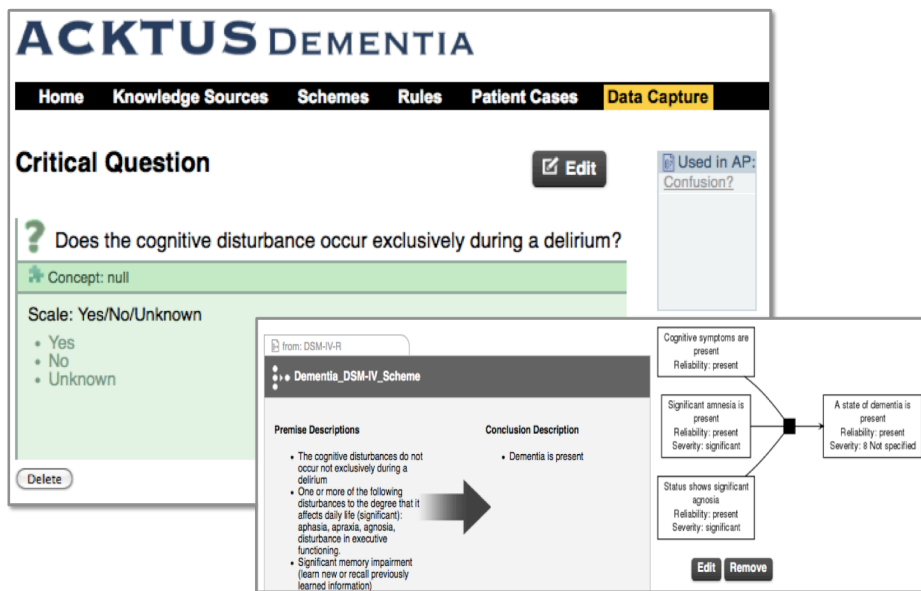 ACKTUS DEMENTIA
Home Knowledge Sources Schemes Rules Patient Cases Data Capture
Critical Question
Edit
Used in AP:
Confusion?
? Does the cognitive disturbance occur exclusively during a delirium?
Concept: null
Scale: Yes/No/Unknown
• Yes
• No
• Unknown
Delete
from: DSM-IV-R
Dementia_DSM-IV_Scheme
Premise Descriptions
• The cognitive disturbances do not
occur not exclusively during a
delirium
• One or more of the following
disturbances to the degree that it
affects daily life (significant):
aphasia, apraxia, agnosia,
disturbance in executive
functioning.
• Significant memory impairment
(learn new or recall previously
learned information)
Conclusion Description
• Dementia is present
Cognitive symptoms are
present
Reliability: present
Significant amnesia is
present
Reliability: present
Severity: significant
Status shows significant
agnosia
Reliability: present
Severity: significant
A state of dementia is
present
Reliability: present
Severity: 8 Not specified
Edit Remove